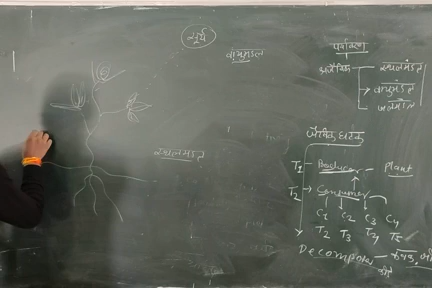 सूर्य
वायुमंडल
स्थलमंडल
पर्यावरण
अजैविक
स्थलमंडल
वायुमंडल
जलमंडल
जैविक घटक
T1 Producer - Plant
T2 → Consumer
C1 C2 C3 C4
T2 T3 T4 T5
Decomposer